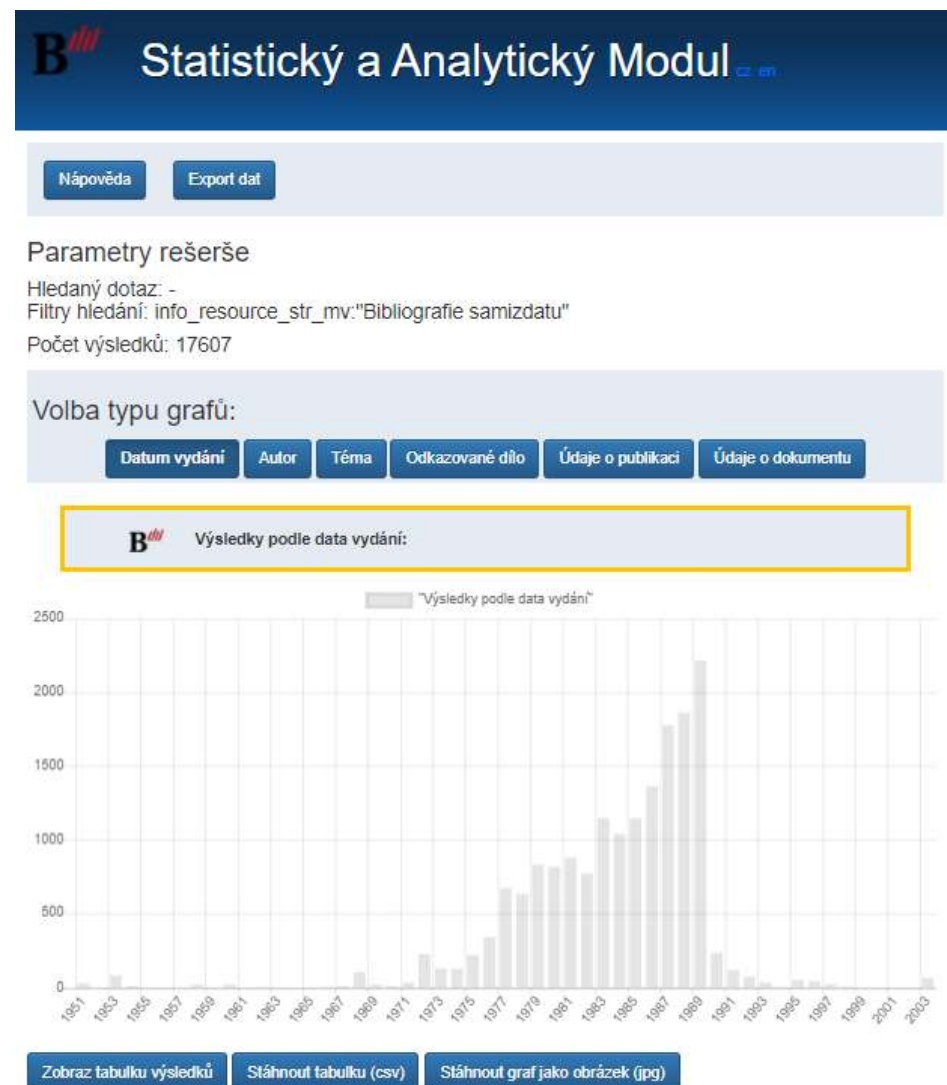 B
Statistický a Analytický Modul cz en
Nápověda Export dat
Parametry rešerše
Hledaný dotaz: -
Filtry hledání: info_resource_str_mv:"Bibliografie samizdatu"
Počet výsledků: 17607
Volba typu grafů:
Datum vydání Autor Téma Odkazované dílo Údaje o publikaci Údaje o dokumentu
B Výsledky podle data vydání:
"Výsledky podle data vydání"
2500
2000
1500
1000
500
0
1951 1953 1955 1957 1959 1961 1963 1965 1967 1969 1971 1973 1975 1977 1979 1981 1983 1985 1987 1989 1991 1993 1995 1997 1999 2001 2003
Zobraz tabulku výsledků Stáhnout tabulku (csv) Stáhnout graf jako obrázek (jpg)